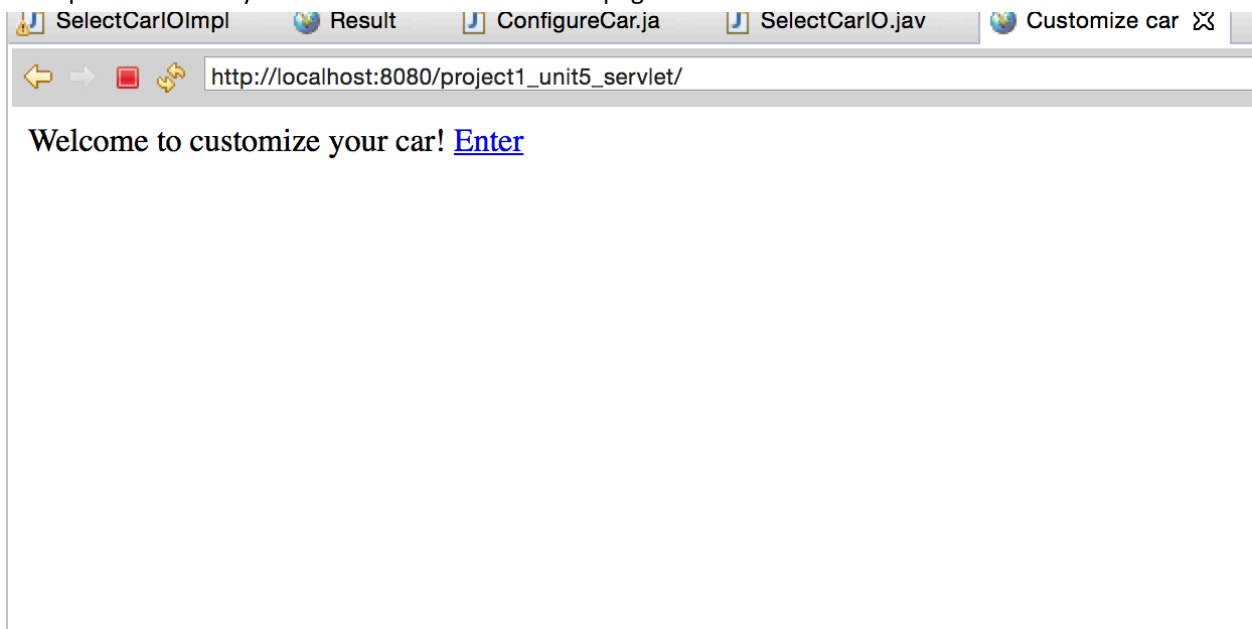 SelectCarIOImpl Result ConfigureCar.ja SelectCarIO.jav Customize car
http://localhost:8080/project1_unit5_servlet/
Welcome to customize your car! Enter